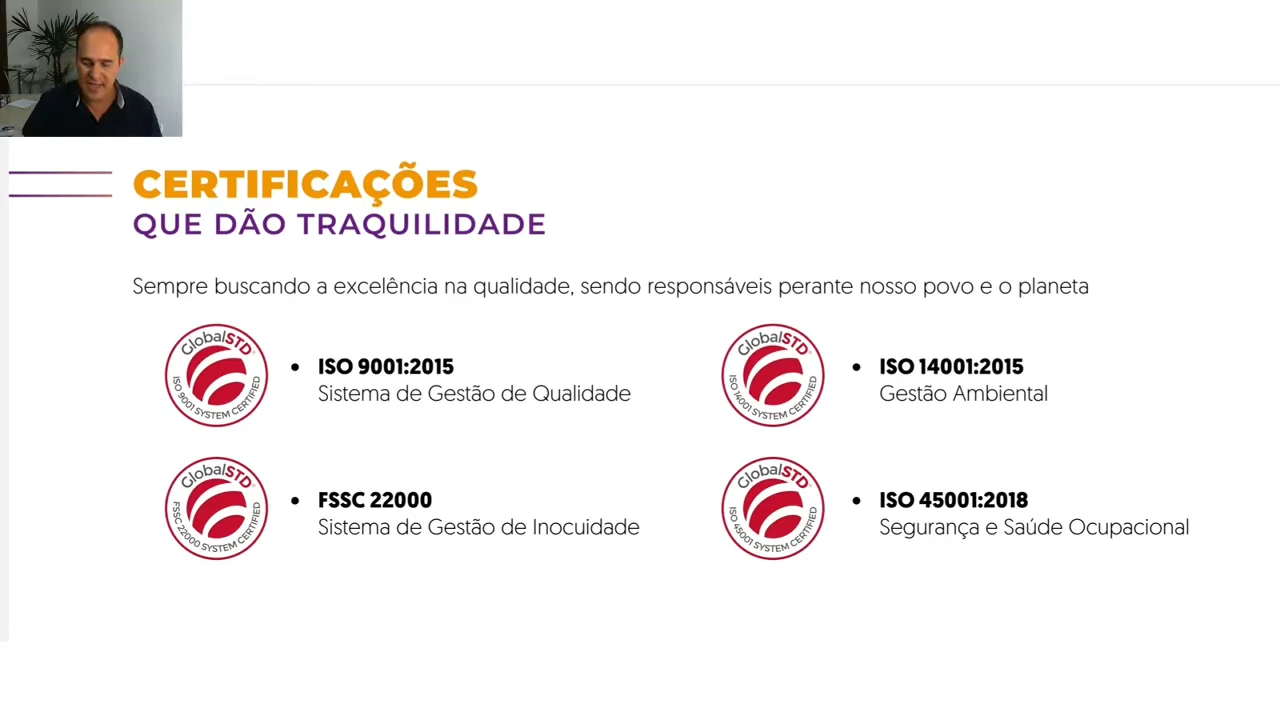 CERTIFICAÇÕES
QUE DÃO TRAQUILIDADE
Sempre buscando a excelência na qualidade, sendo responsáveis perante nosso povo e o planeta
GlobalSTD®
ISO 9001 SYSTEM CERTIFIED
• ISO 9001:2015
Sistema de Gestão de Qualidade
GlobalSTD®
ISO 14001 SYSTEM CERTIFIED
• ISO 14001:2015
Gestão Ambiental
GlobalSTD®
FSSC 22000 SYSTEM CERTIFIED
• FSSC 22000
Sistema de Gestão de Inocuidade
GlobalSTD®
ISO 45001 SYSTEM CERTIFIED
• ISO 45001:2018
Segurança e Saúde Ocupacional